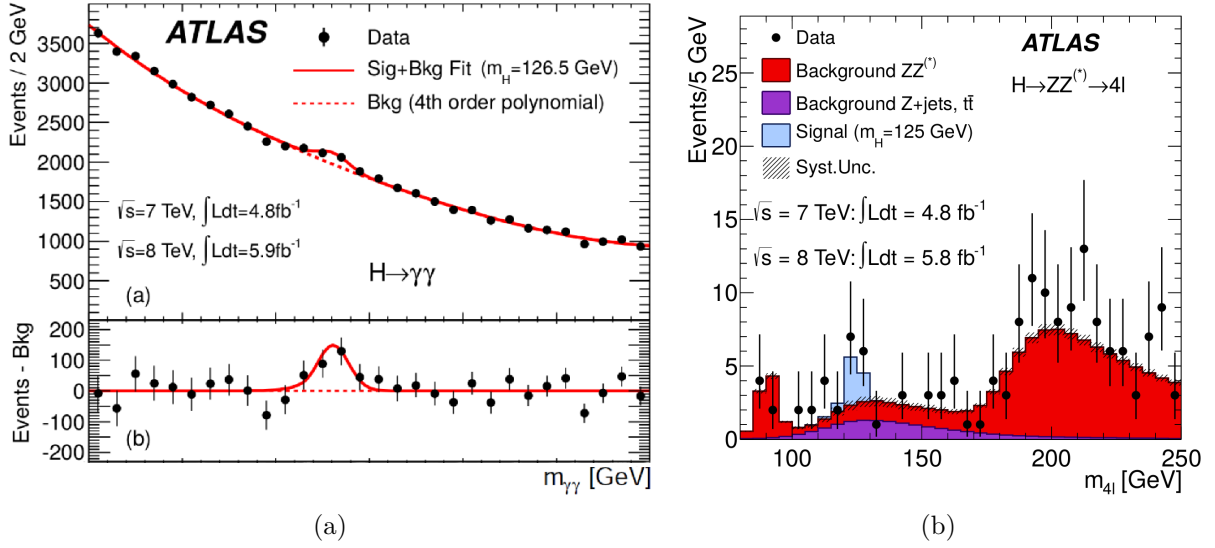 ATLAS
Data
Sig+Bkg Fit (m_H=126.5 GeV)
Bkg (4th order polynomial)
Events / 2 GeV
3500
3000
2500
2000
1500
1000
500
√s=7 TeV, ∫Ldt=4.8fb⁻¹
√s=8 TeV, ∫Ldt=5.9fb⁻¹
H→γγ
(a)
Events - Bkg
200
100
0
-100
-200
(b)
m_γγ [GeV]
(a)
Events/5 GeV
25
20
15
10
5
0
Data
Background ZZ⁽*⁾
Background Z+jets, tt̄
Signal (m_H=125 GeV)
Syst.Unc.
ATLAS
H→ZZ⁽*⁾→4l
√s = 7 TeV: ∫Ldt = 4.8 fb⁻¹
√s = 8 TeV: ∫Ldt = 5.8 fb⁻¹
100 150 200 250
m_4l [GeV]
(b)